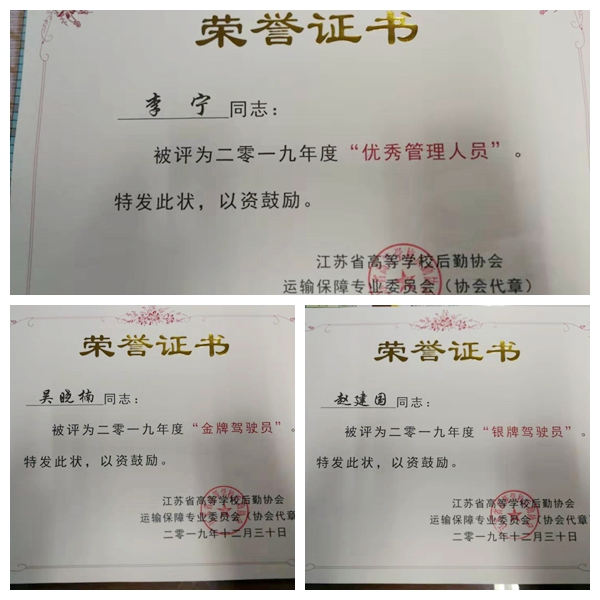 荣誉证书
李宁同志：
被评为二零一九年度“优秀管理人员”。
特发此状，以资鼓励。
江苏省高等学校后勤协会
运输保障专业委员会（协会代章）
荣誉证书
吴晓楠同志：
被评为二零一九年度“金牌驾驶员”。
特发此状，以资鼓励。
江苏省高等学校后勤协会
运输保障专业委员会（协会代章
二零一九年十二月三十日
荣誉证书
赵建国同志：
被评为二零一九年度“银牌驾驶员”。
特发此状，以资鼓励。
江苏省高等学校后勤协会
运输保障专业委员会（协会代章
二零一九年十二月三十日